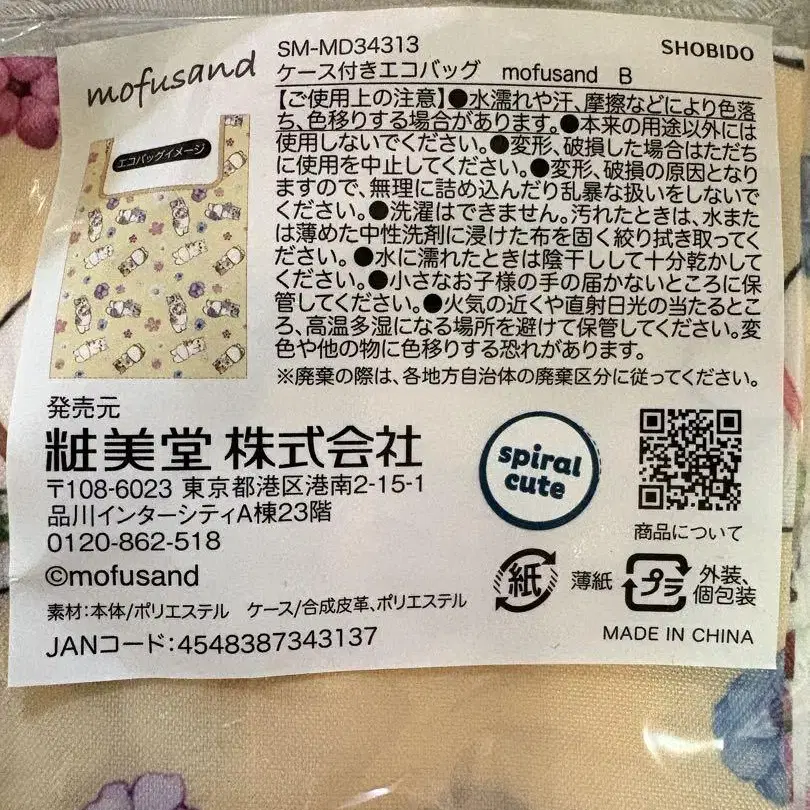 mofusand
エコバッグイメージ
SM-MD34313
SHOBIDO
ケース付きエコバッグ　mofusand　B
【ご使用上の注意】●水濡れや汗、摩擦などにより色落
ち、色移りする場合があります。●本来の用途以外には
使用しないでください。●変形、破損した場合はただち
に使用を中止してください。●変形、破損の原因となり
ますので、無理に詰め込んだり乱暴な扱いをしないで
ください。●洗濯はできません。汚れたときは、水また
は薄めた中性洗剤に浸けた布を固く絞り拭き取ってく
ださい。●水に濡れたときは陰干しして十分乾かして
ください。●小さなお子様の手の届かないところに保
管してください。●火気の近くや直射日光の当たるとこ
ろ、高温多湿になる場所を避けて保管してください。変
色や他の物に色移りする恐れがあります。
※廃棄の際は、各地方自治体の廃棄区分に従ってください。
発売元
粧美堂 株式会社
〒108-6023 東京都港区港南2-15-1
品川インターシティA棟23階
0120-862-518
©mofusand
素材:本体/ポリエステル　ケース/合成皮革、ポリエステル
JANコード:4548387343137
spiral
cute
商品について
紙 薄紙
プラ 外装、
個包装
MADE IN CHINA